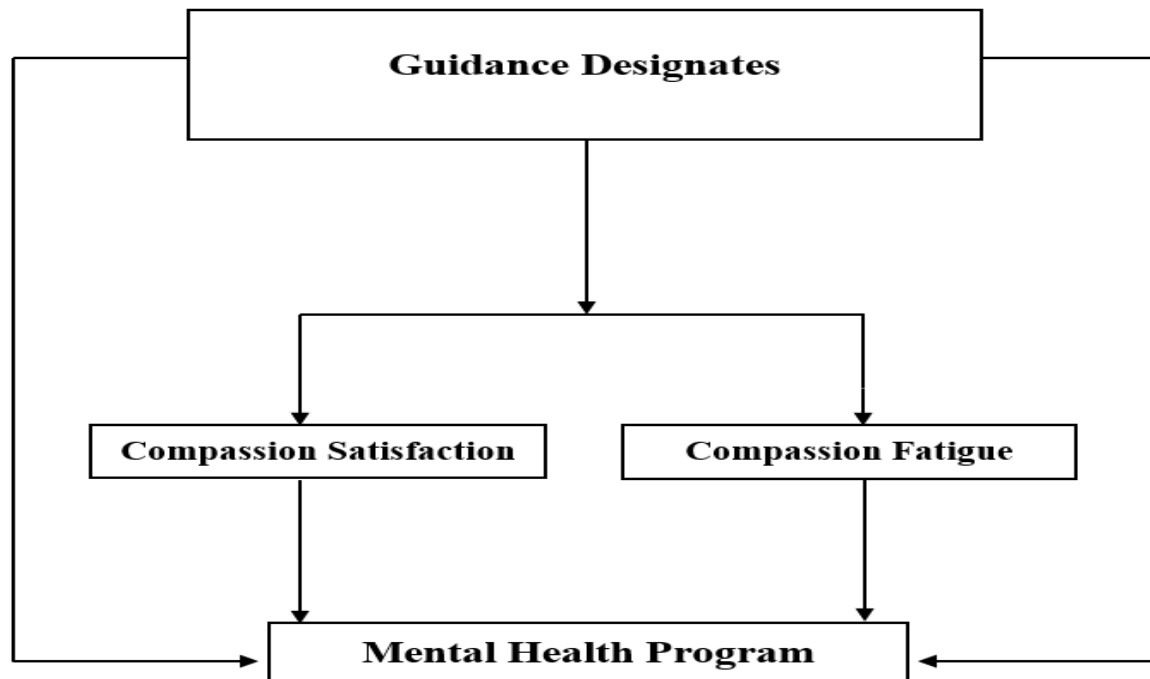 Guidance Designates
Compassion Satisfaction
Compassion Fatigue
Mental Health Program